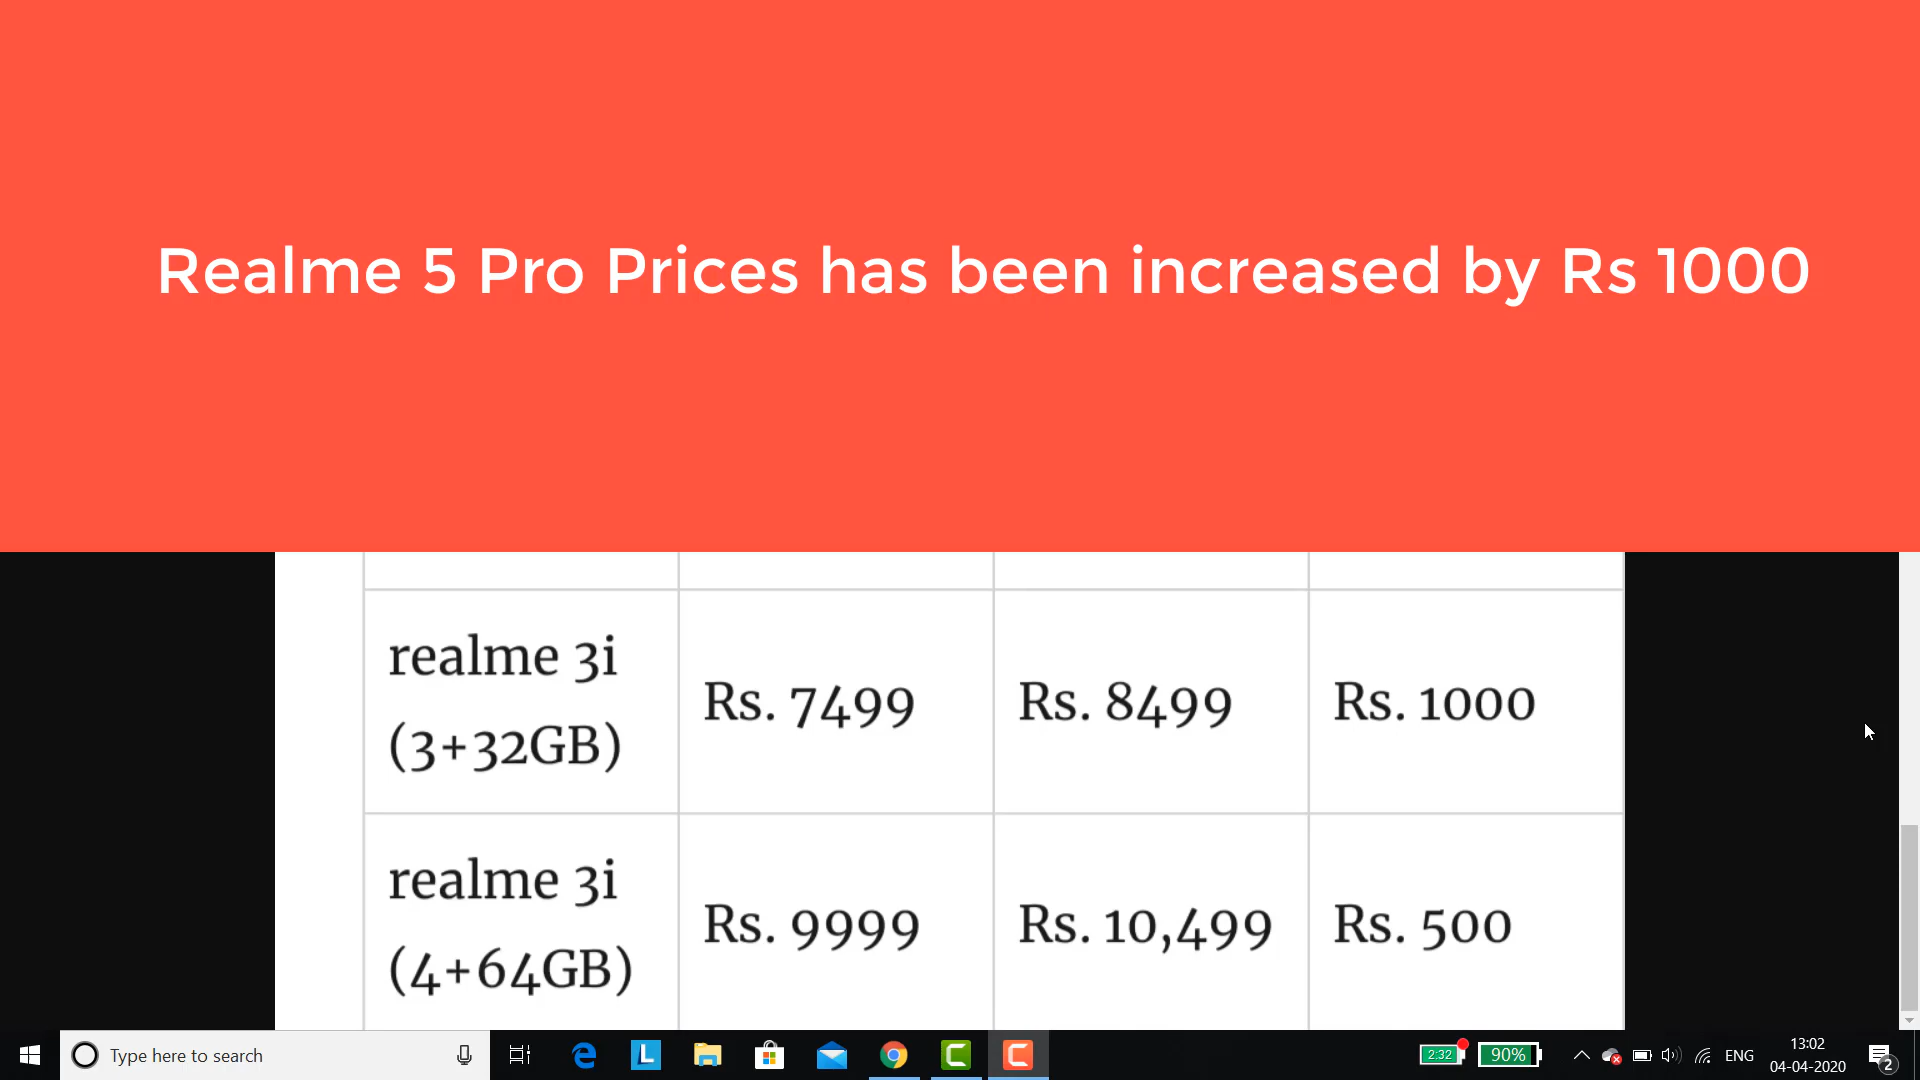 Realme 5 Pro Prices has been increased by Rs 1000
realme 3i
(3+32GB)
Rs. 7499
Rs. 8499
Rs. 1000
realme 3i
(4+64GB)
Rs. 9999
Rs. 10,499
Rs. 500
Type here to search
2:32
90%
ENG
13:02
04-04-2020
2